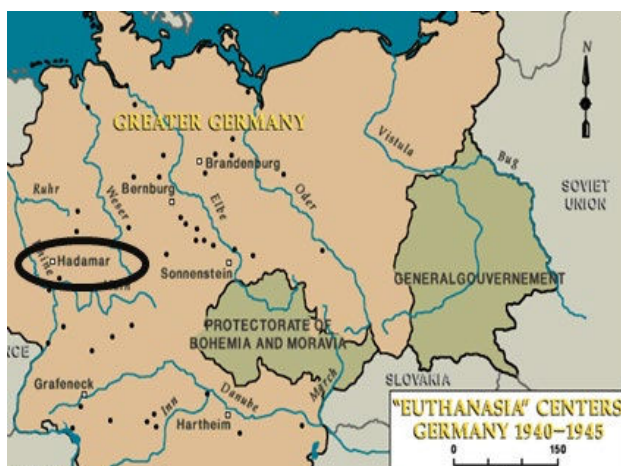 N
GREATER GERMANY
Vistula
Bug
Brandenburg
Bernburg
Ruhr
Weser
Elbe
Oder
SOVIET
UNION
Hadamar
Sonnenstein
GENERALGOUVERNEMENT
PROTECTORATE OF
BOHEMIA AND MORAVIA
SLOVAKIA
Grafeneck
Inn
Danube
March
Hartheim
"EUTHANASIA" CENTERS
GERMANY 1940–1945
0
150